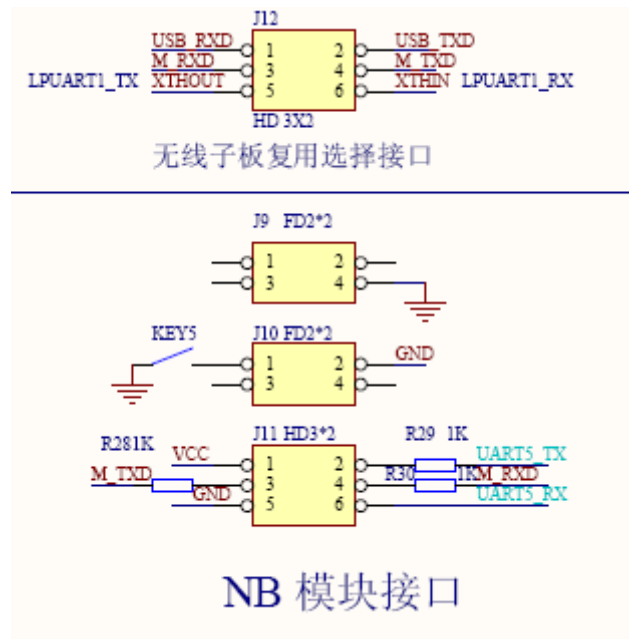 J12
USB_RXD 1 2 USB_TXD
M_RXD 3 4 M_TXD
LPUART1_TX XTHOUT 5 6 XTHIN LPUART1_RX
HD 3X2
无线子板复用选择接口
J9 FD2*2
1 2
3 4
KEY5 J10 FD2*2
1 2 GND
3 4
R281K J11 HD3*2 R29 1K
VCC 1 2 UART5_TX
M_TXD 3 4 R30 1K M_RXD
GND 5 6 UART5_RX
NB 模块接口